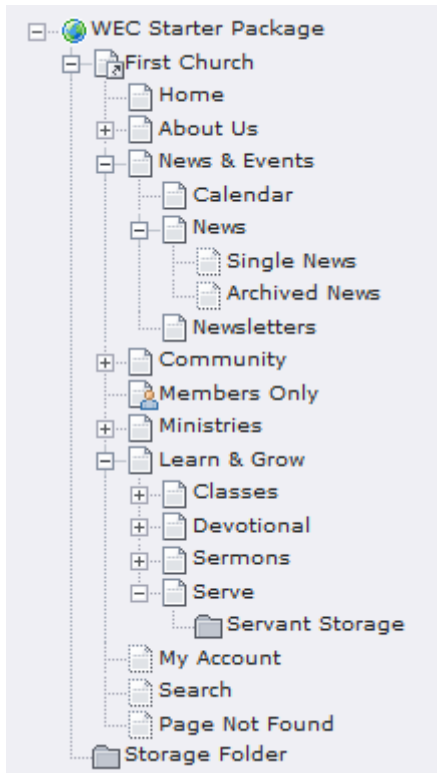 WEC Starter Package
First Church
Home
About Us
News & Events
Calendar
News
Single News
Archived News
Newsletters
Community
Members Only
Ministries
Learn & Grow
Classes
Devotional
Sermons
Serve
Servant Storage
My Account
Search
Page Not Found
Storage Folder